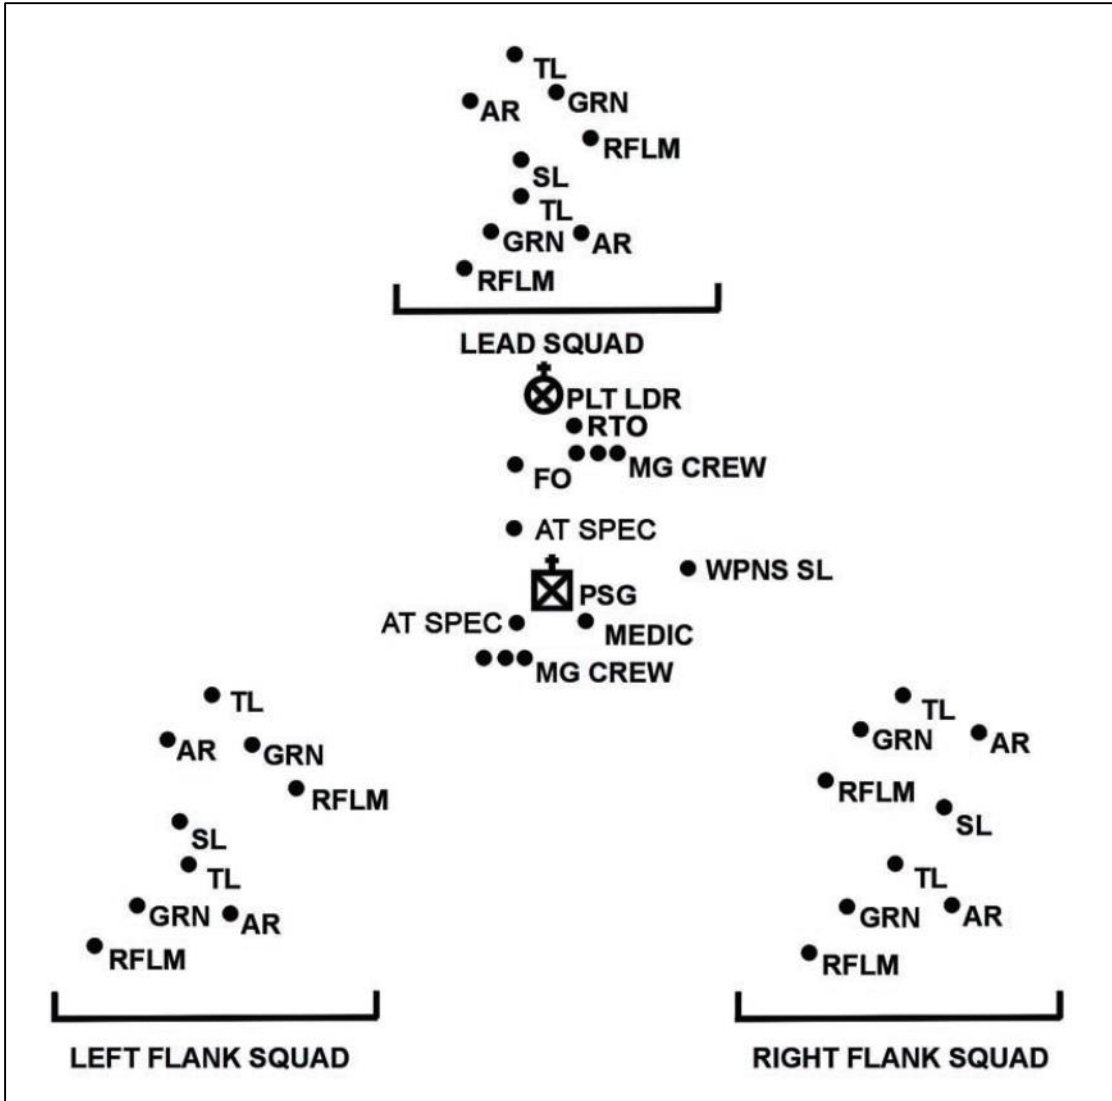 TL
AR
GRN
RFLM
SL
TL
GRN
AR
RFLM
LEAD SQUAD
PLT LDR
RTO
MG CREW
FO
AT SPEC
WPNS SL
PSG
AT SPEC
MEDIC
MG CREW
TL
AR
GRN
RFLM
SL
TL
GRN
AR
RFLM
LEFT FLANK SQUAD
TL
GRN
AR
RFLM
SL
TL
GRN
AR
RFLM
RIGHT FLANK SQUAD